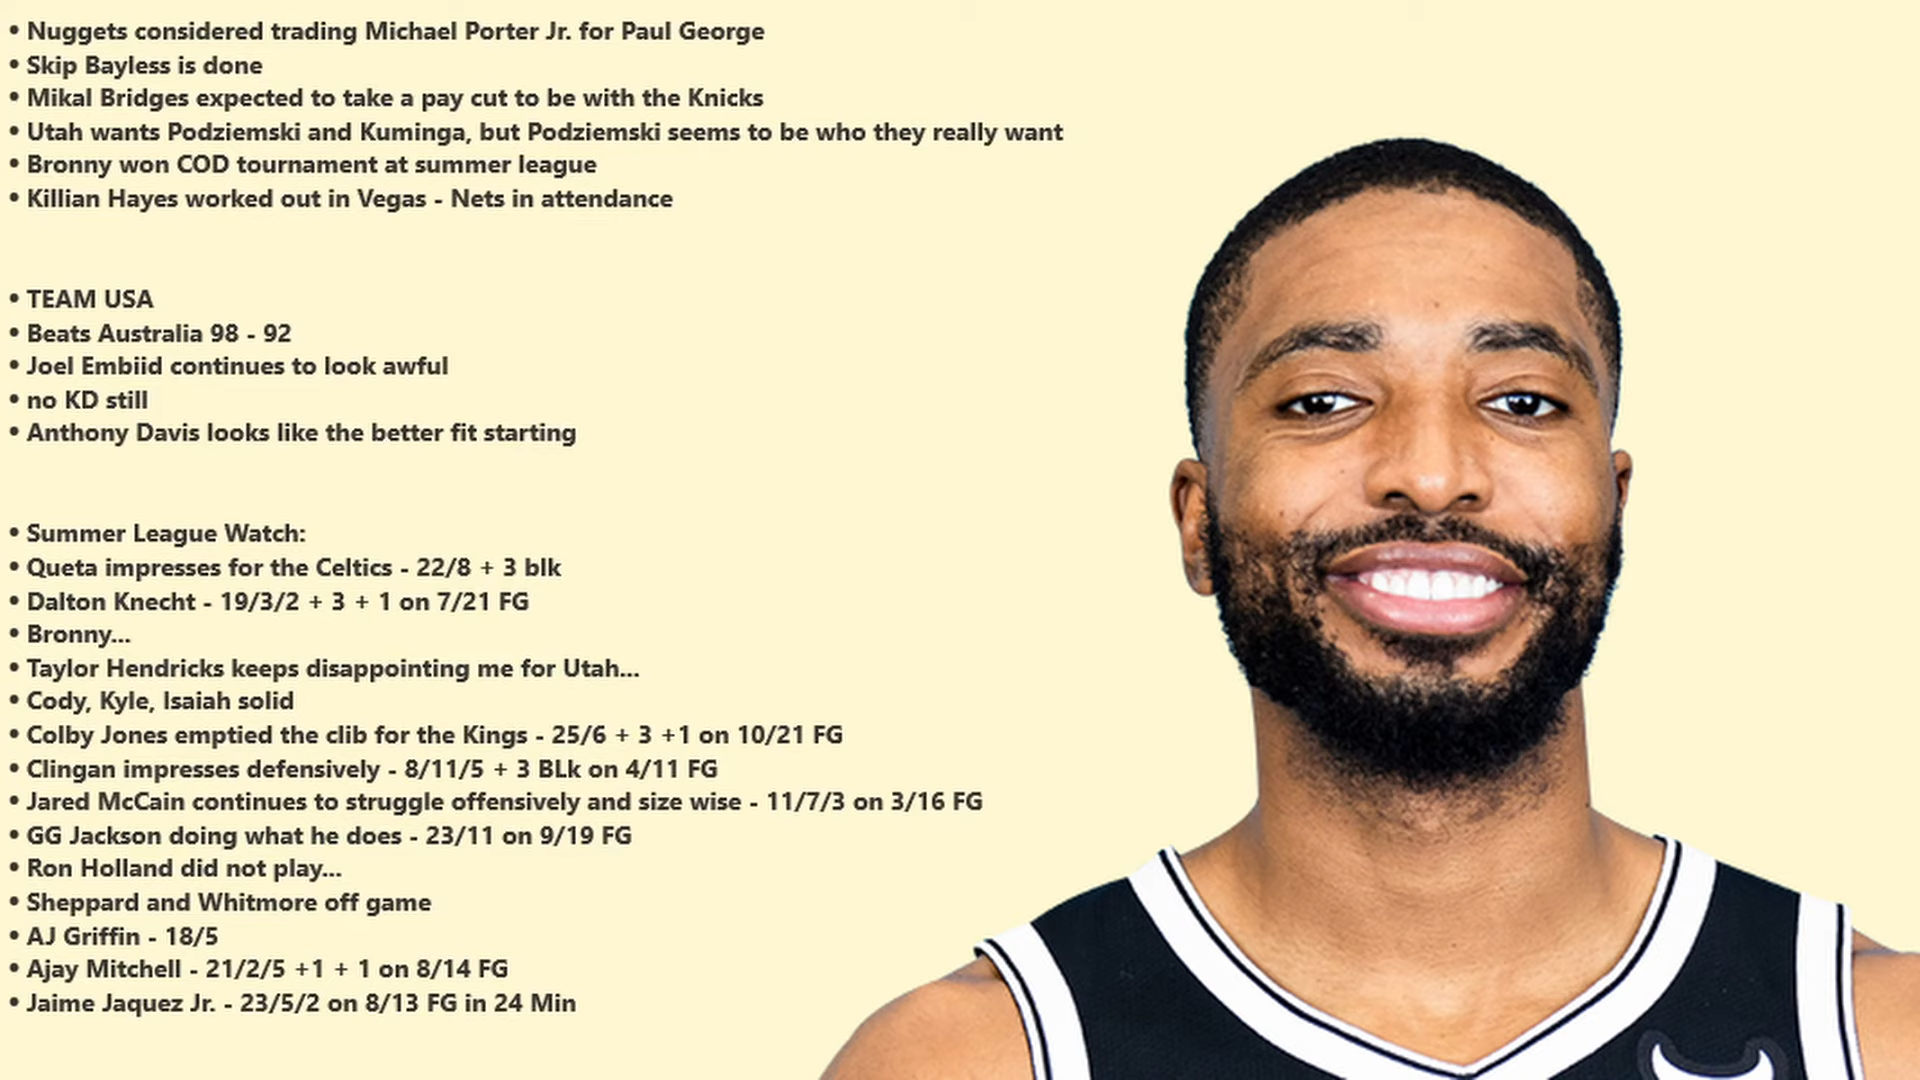 • Nuggets considered trading Michael Porter Jr. for Paul George
• Skip Bayless is done
• Mikal Bridges expected to take a pay cut to be with the Knicks
• Utah wants Podziemski and Kuminga, but Podziemski seems to be who they really want
• Bronny won COD tournament at summer league
• Killian Hayes worked out in Vegas - Nets in attendance
• TEAM USA
• Beats Australia 98 - 92
• Joel Embiid continues to look awful
• no KD still
• Anthony Davis looks like the better fit starting
• Summer League Watch:
• Queta impresses for the Celtics - 22/8 + 3 blk
• Dalton Knecht - 19/3/2 + 3 + 1 on 7/21 FG
• Bronny...
• Taylor Hendricks keeps disappointing me for Utah...
• Cody, Kyle, Isaiah solid
• Colby Jones emptied the clib for the Kings - 25/6 + 3 +1 on 10/21 FG
• Clingan impresses defensively - 8/11/5 + 3 BLk on 4/11 FG
• Jared McCain continues to struggle offensively and size wise - 11/7/3 on 3/16 FG
• GG Jackson doing what he does - 23/11 on 9/19 FG
• Ron Holland did not play...
• Sheppard and Whitmore off game
• AJ Griffin - 18/5
• Ajay Mitchell - 21/2/5 +1 + 1 on 8/14 FG
• Jaime Jaquez Jr. - 23/5/2 on 8/13 FG in 24 Min